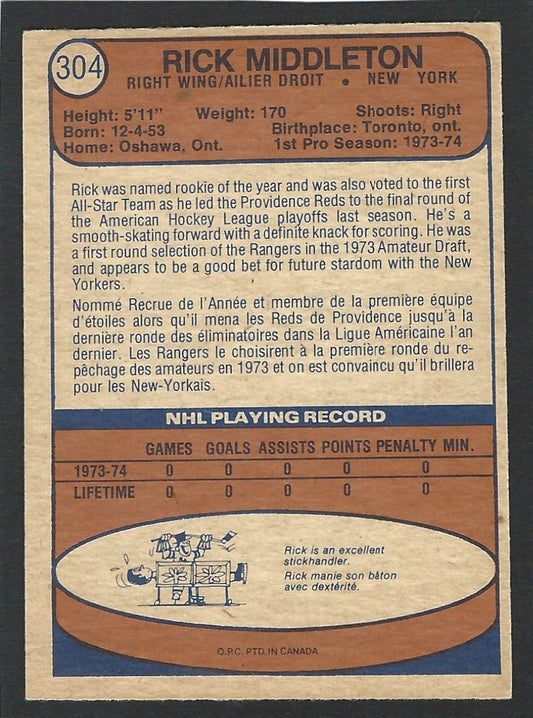 304
RICK MIDDLETON
RIGHT WING/AILIER DROIT • NEW YORK
Height: 5'11" Weight: 170 Shoots: Right
Born: 12-4-53 Birthplace: Toronto, ont.
Home: Oshawa, Ont. 1st Pro Season: 1973-74
Rick was named rookie of the year and was also voted to the first
All-Star Team as he led the Providence Reds to the final round of
the American Hockey League playoffs last season. He's a
smooth-skating forward with a definite knack for scoring. He was
a first round selection of the Rangers in the 1973 Amateur Draft,
and appears to be a good bet for future stardom with the New
Yorkers.
Nommé Recrue de l'Année et membre de la première équipe
d'étoiles alors qu'il mena les Reds de Providence jusqu'à la
dernière ronde des éliminatoires dans la Ligue Américaine l'an
dernier. Les Rangers le choisirent à la première ronde du re-
pêchage des amateurs en 1973 et on est convaincu qu'il brillera
pour les New-Yorkais.
NHL PLAYING RECORD
GAMES GOALS ASSISTS POINTS PENALTY MIN.
1973-74 0 0 0 0 0
LIFETIME 0 0 0 0 0
Rick is an excellent
stickhandler.
Rick manie son bâton
avec dextérité.
O.P.C. PTD. IN CANADA